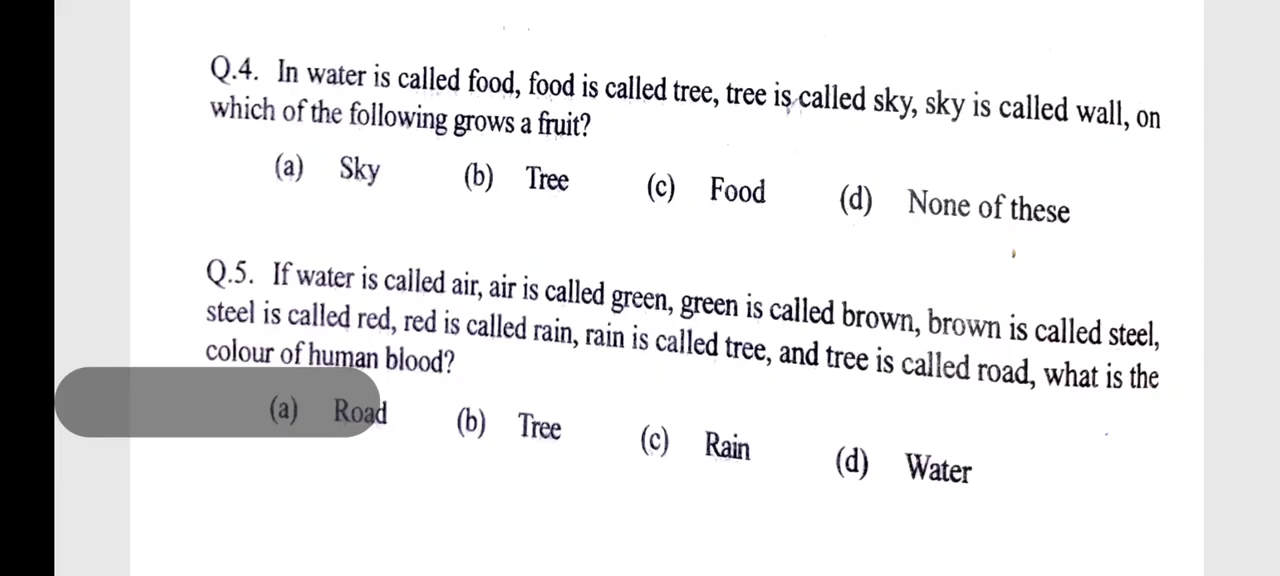 Q.4. In water is called food, food is called tree, tree is called sky, sky is called wall, on
which of the following grows a fruit?
(a) Sky (b) Tree (c) Food (d) None of these
Q.5. If water is called air, air is called green, green is called brown, brown is called steel,
steel is called red, red is called rain, rain is called tree, and tree is called road, what is the
colour of human blood?
(a) Road (b) Tree (c) Rain (d) Water